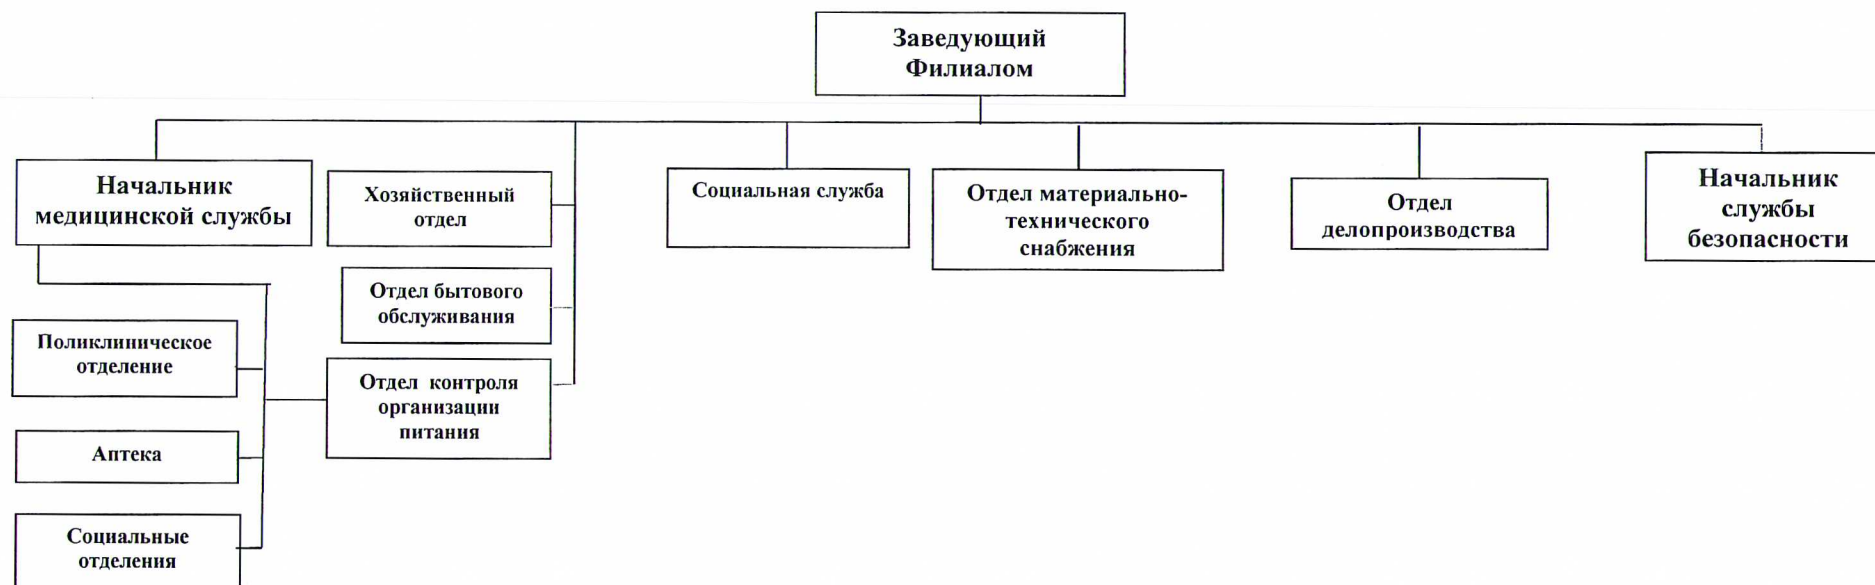 Заведующий
Филиалом
Начальник
медицинской службы
Хозяйственный
отдел
Социальная служба
Отдел материально-
технического
снабжения
Отдел
делопроизводства
Начальник
службы
безопасности
Отдел бытового
обслуживания
Поликлиническое
отделение
Отдел контроля
организации
питания
Аптека
Социальные
отделения